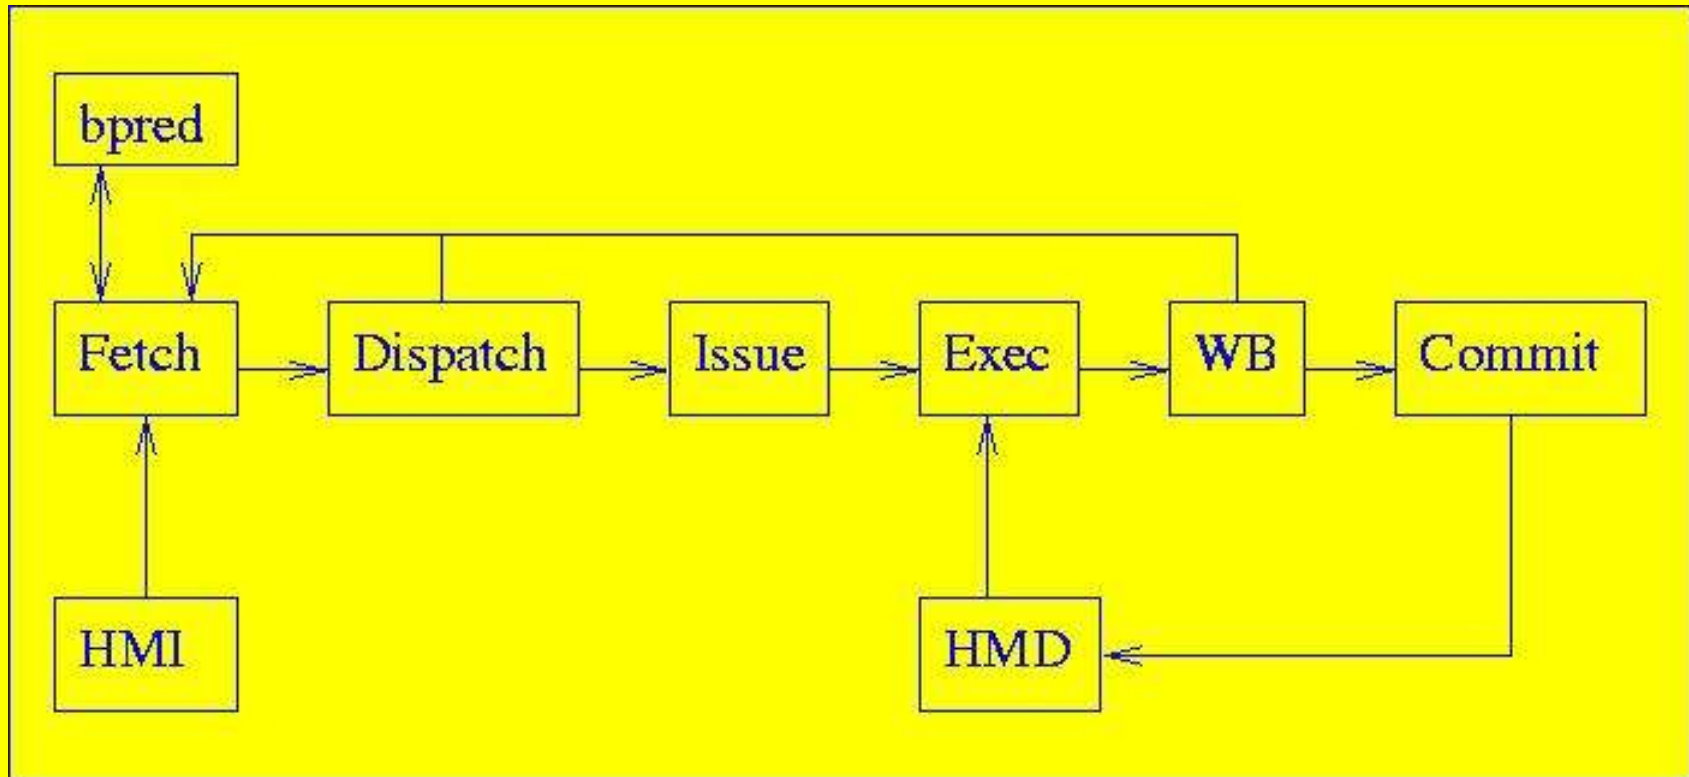 bpred
Fetch
Dispatch
Issue
Exec
WB
Commit
HMI
HMD